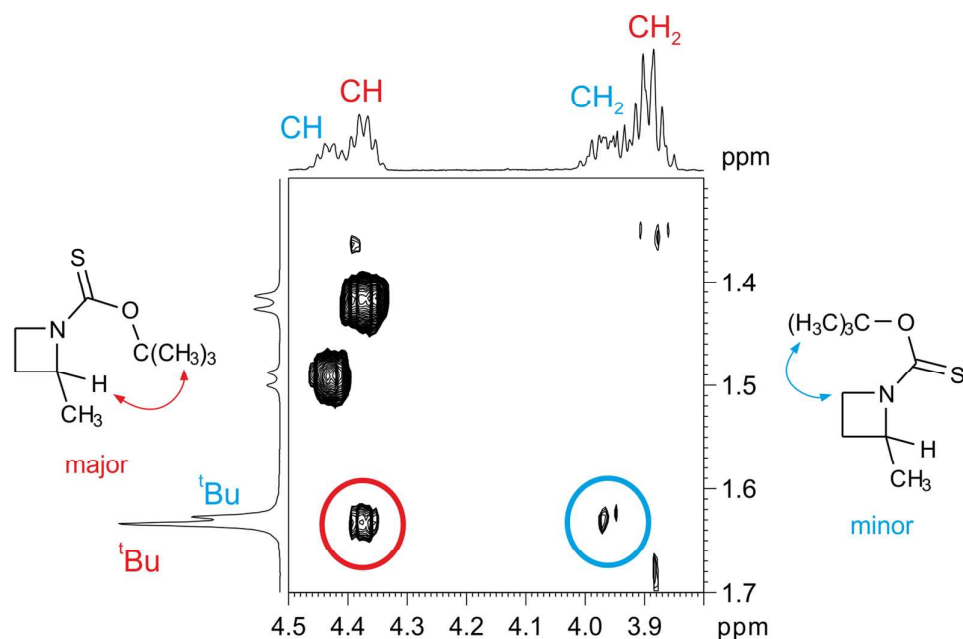 CH₂
CH
CH₂
CH
ppm
S
O
N
C(CH₃)₃
H
CH₃
major
ᵗBu
ᵗBu
1.4
1.5
1.6
1.7
4.5 4.4 4.3 4.2 4.1 4.0 3.9 ppm
(H₃C)₃C
O
S
N
H
CH₃
minor